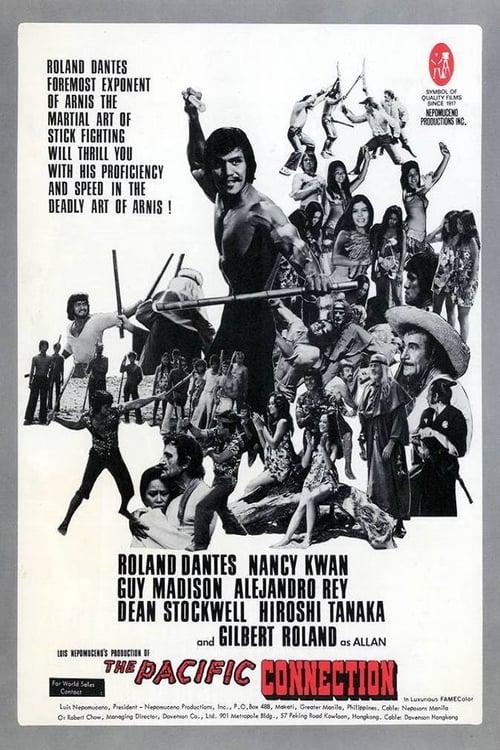 ROLAND DANTES
FOREMOST EXPONENT
OF ARNIS THE
MARTIAL ART OF
STICK FIGHTING
WILL THRILL YOU
WITH HIS PROFICIENCY
AND SPEED IN THE
DEADLY ART OF ARNIS !
SYMBOL OF
QUALITY FILMS
SINCE 1917
NEPOMUCENO
PRODUCTIONS INC.
ROLAND DANTES NANCY KWAN
GUY MADISON ALEJANDRO REY
DEAN STOCKWELL HIROSHI TANAKA
and GILBERT ROLAND as ALLAN
LUIS NEPOMUCENO'S PRODUCTION OF
THE PACIFIC CONNECTION
For World Sales
Contact
In Luxurious FAMEColor
Luis Nepomuceno, President - Nepomuceno Productions, Inc., P.O.Box 488, Makati, Greater Manila, Philippines. Cable: Neposons Manila
Or Robert Chow, Managing Director, Davenson Co., Ltd. 901 Metropole Bldg., 57 Peking Road Kowloon, Hongkong. Cable: Davenson Hongkong